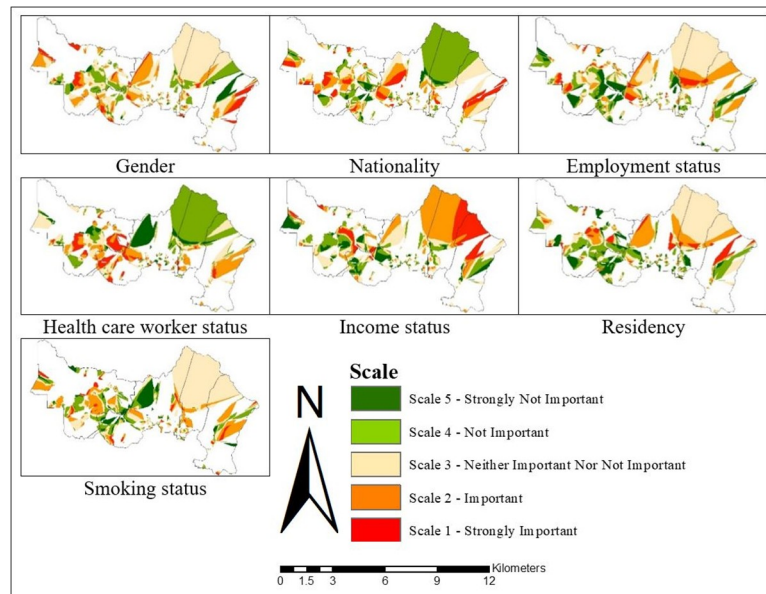 Gender
Nationality
Employment status
Health care worker status
Income status
Residency
Smoking status
N
Scale
Scale 5 - Strongly Not Important
Scale 4 - Not Important
Scale 3 - Neither Important Nor Not Important
Scale 2 - Important
Scale 1 - Strongly Important
Kilometers
0 1.5 3 6 9 12